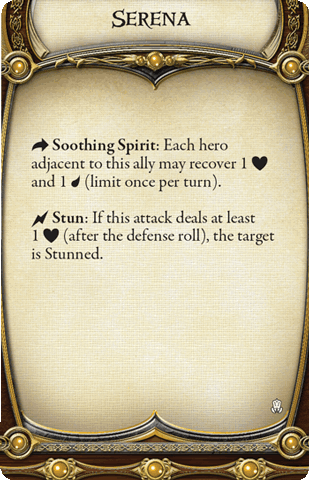 Serena
Soothing Spirit: Each hero
adjacent to this ally may recover 1
and 1 (limit once per turn).
Stun: If this attack deals at least
1 (after the defense roll), the target
is Stunned.